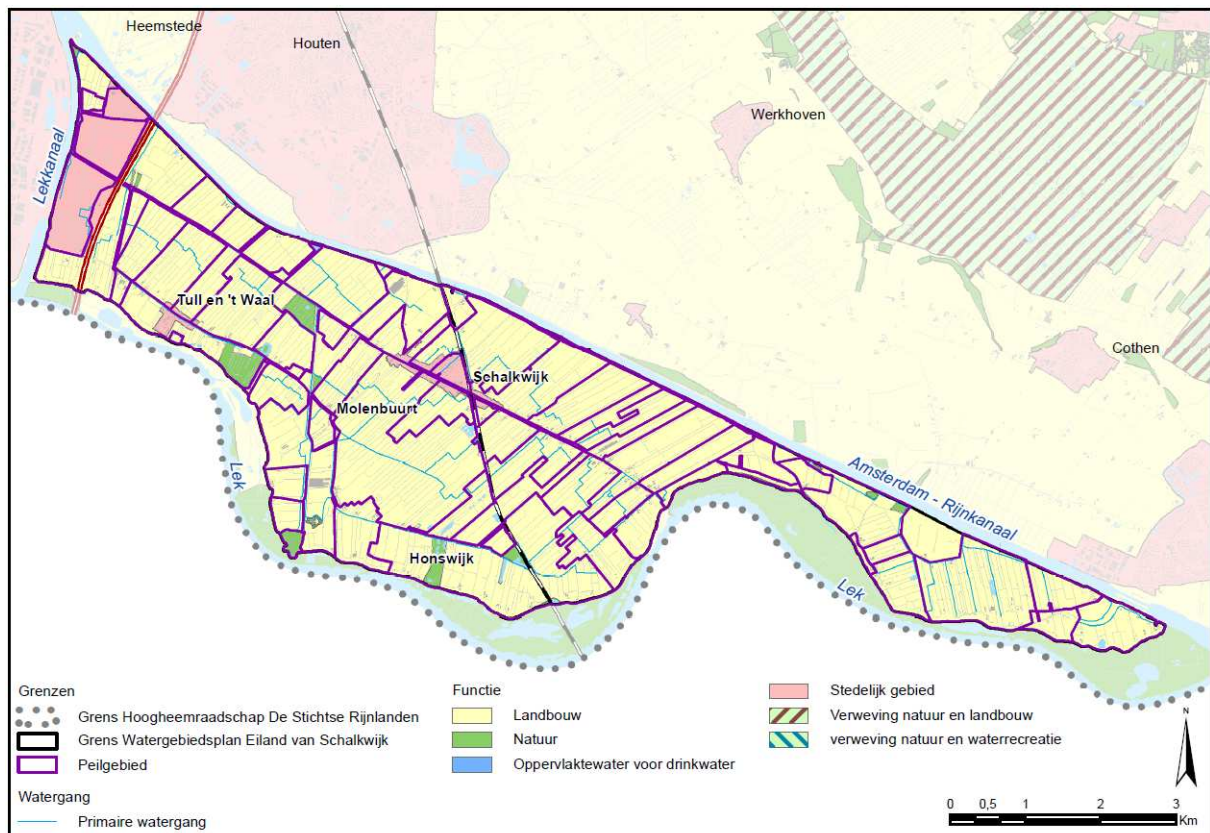 Heemstede
Houten
Werkhoven
Lekkanaal
Tull en 't Waal
Schalkwijk
Cothen
Molenbuurt
Lek
Amsterdam - Rijnkanaal
Honswijk
Lek
Grenzen
Grens Hoogheemraadschap De Stichtse Rijnlanden
Grens Watergebiedsplan Eiland van Schalkwijk
Peilgebied
Watergang
Primaire watergang
Functie
Landbouw
Natuur
Oppervlaktewater voor drinkwater
Stedelijk gebied
Verweving natuur en landbouw
verweving natuur en waterrecreatie
N
0 0,5 1 2 3
Km